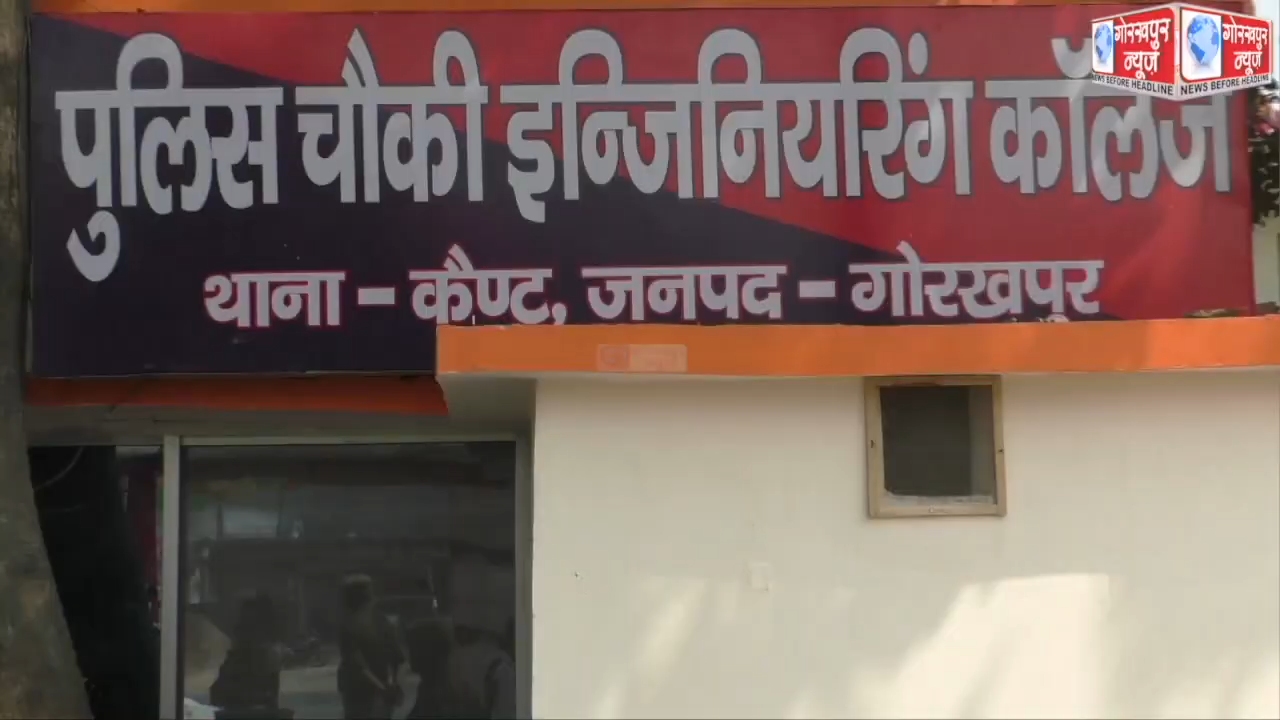 पुलिस चौकी इन्जिनियरिंग कॉलेज
थाना - कैण्ट, जनपद - गोरखपुर
गोरखपुर न्यूज़
NEWS BEFORE HEADLINE
गोरखपुर न्यूज़
NEWS BEFORE HEADLINE